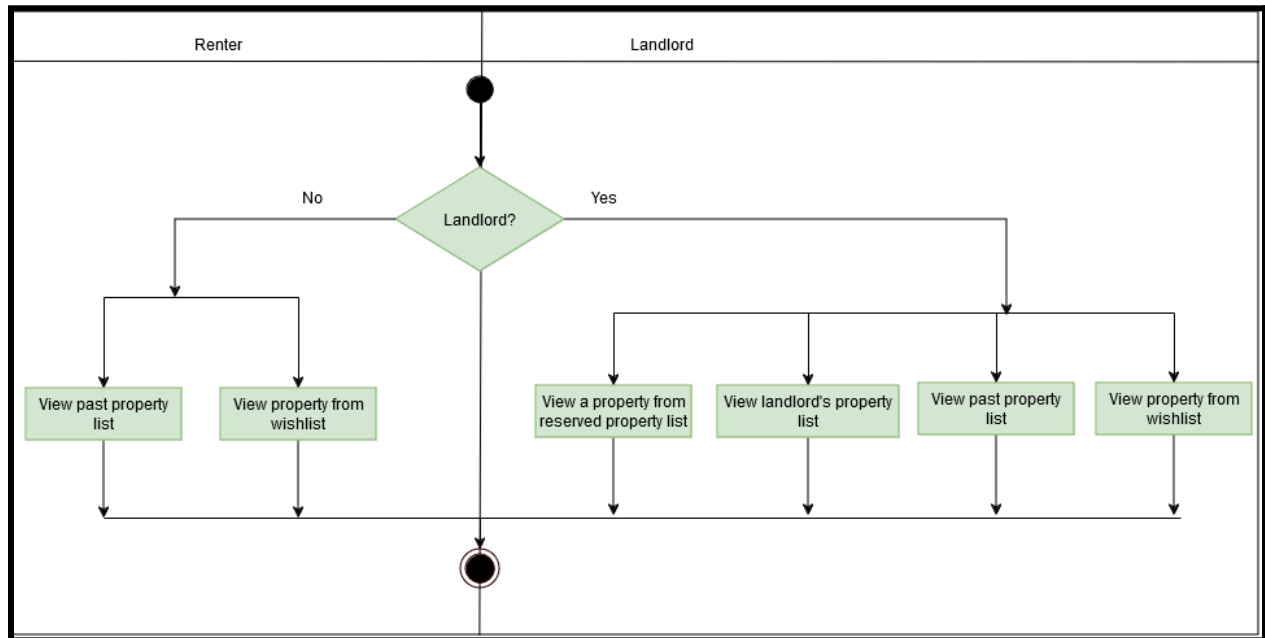 Renter
Landlord
No
Yes
Landlord?
View past property
list
View property from
wishlist
View a property from
reserved property list
View landlord's property
list
View past property
list
View property from
wishlist